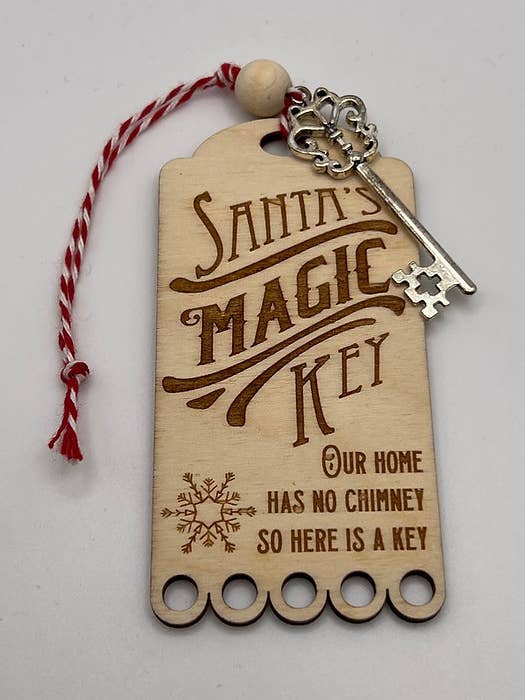 Santa's
Magic
Key
Our home
has no chimney
so here is a key